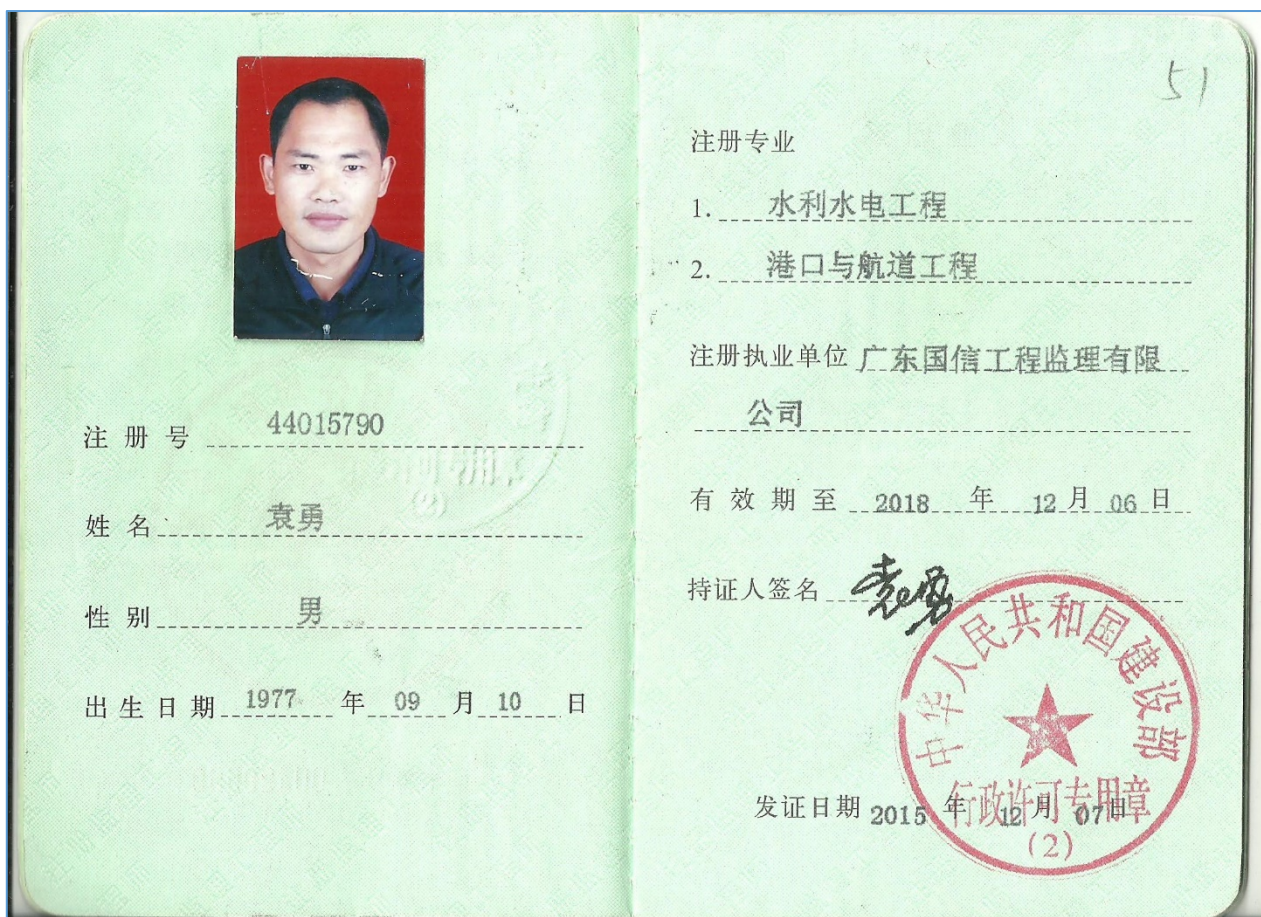 注 册 号 44015790
姓 名 袁勇
性 别 男
出 生 日 期 1977 年 09 月 10 日
51
注册专业
1. 水利水电工程
2. 港口与航道工程
注册执业单位 广东国信工程监理有限
公司
有 效 期 至 2018 年 12 月 06 日
持证人签名 袁勇
中华人民共和国建设部
行政许可专用章
(2)
发证日期 2015 年 12 月 07 日